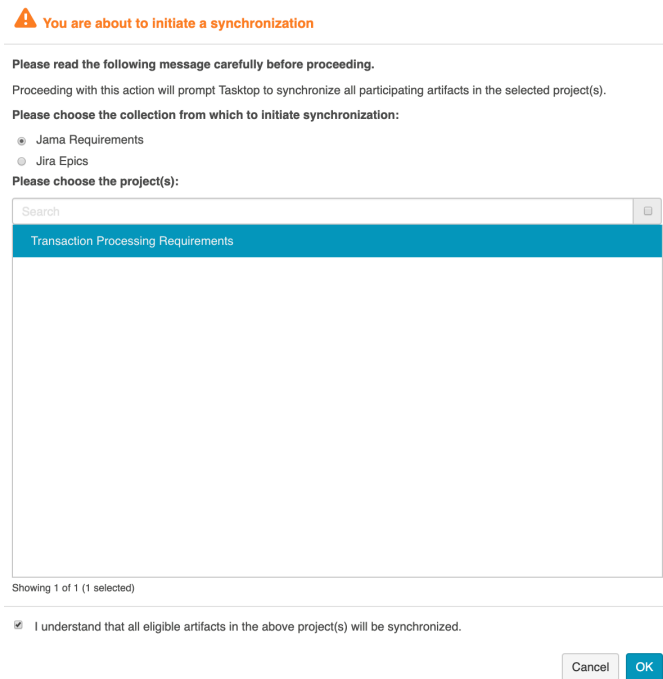 You are about to initiate a synchronization
Please read the following message carefully before proceeding.
Proceeding with this action will prompt Tasktop to synchronize all participating artifacts in the selected project(s).
Please choose the collection from which to initiate synchronization:
Jama Requirements
Jira Epics
Please choose the project(s):
Search
Transaction Processing Requirements
Showing 1 of 1 (1 selected)
I understand that all eligible artifacts in the above project(s) will be synchronized.
Cancel OK